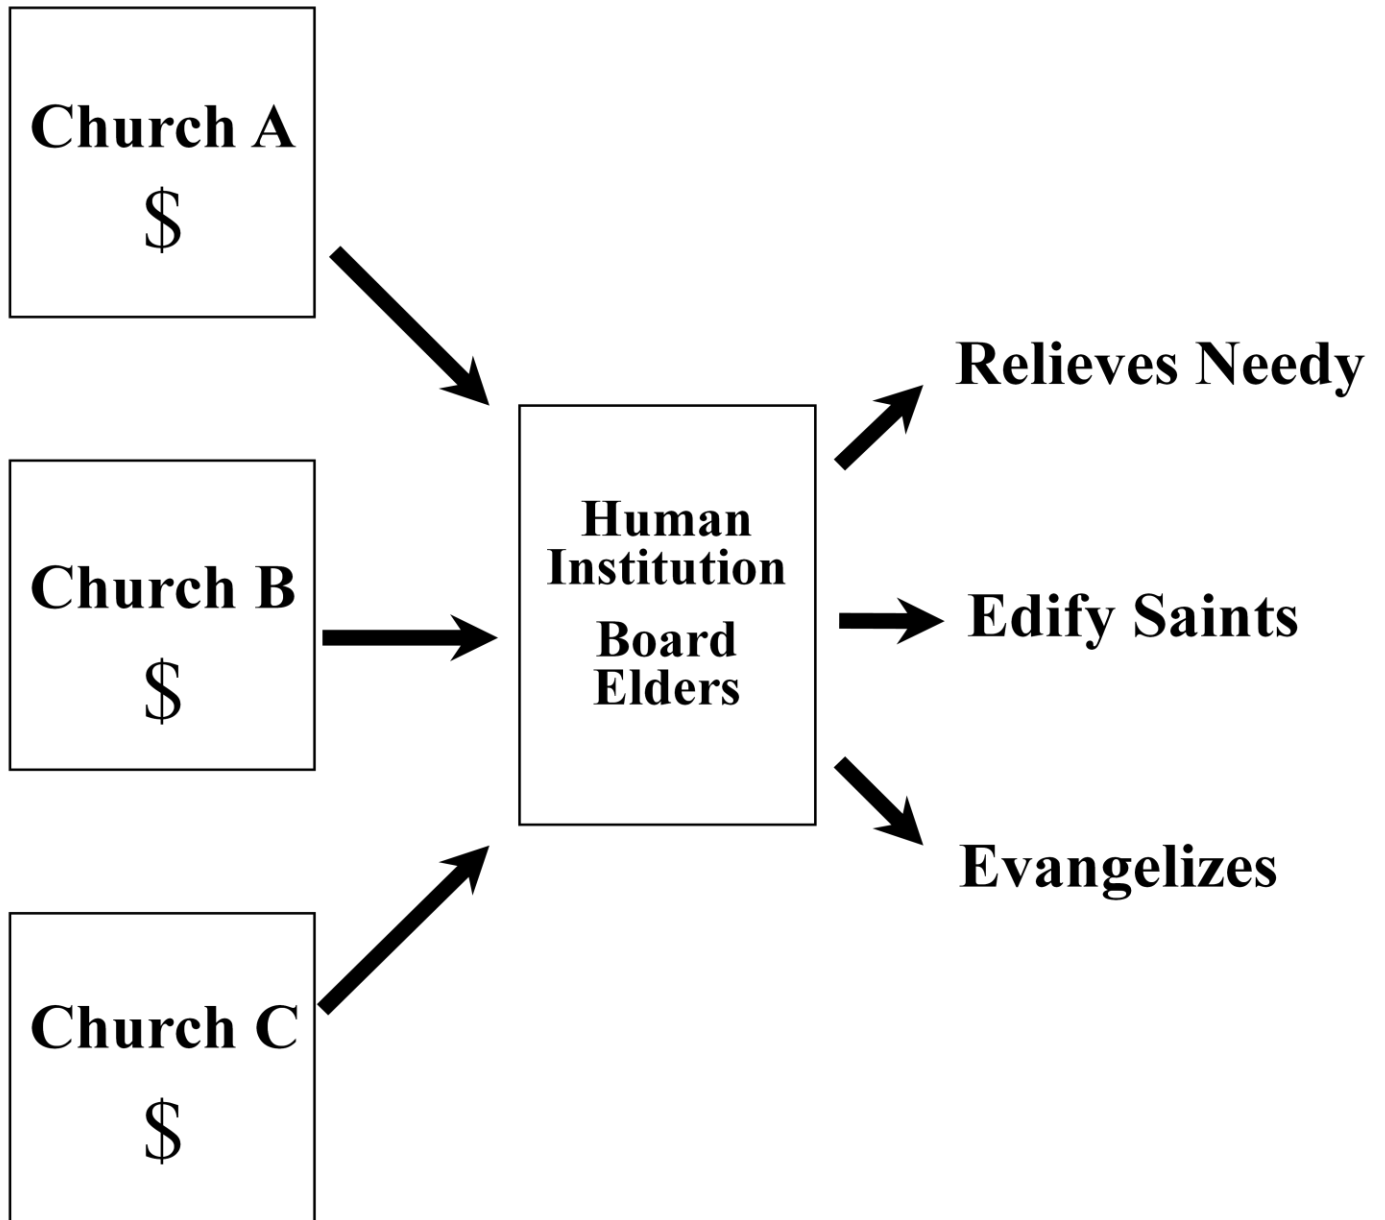 Church A
$
Church B
$
Church C
$
Human
Institution
Board
Elders
Relieves Needy
Edify Saints
Evangelizes